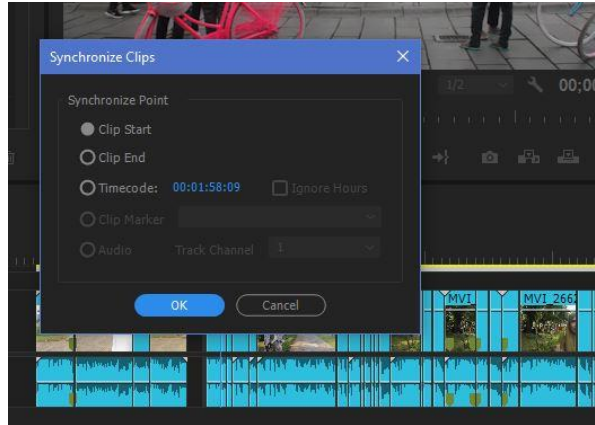 Synchronize Clips
1/2
00;0
Synchronize Point
Clip Start
Clip End
Timecode: 00:01:58:09 Ignore Hours
Clip Marker
Audio Track Channel 1
OK Cancel
MVI MVI_266